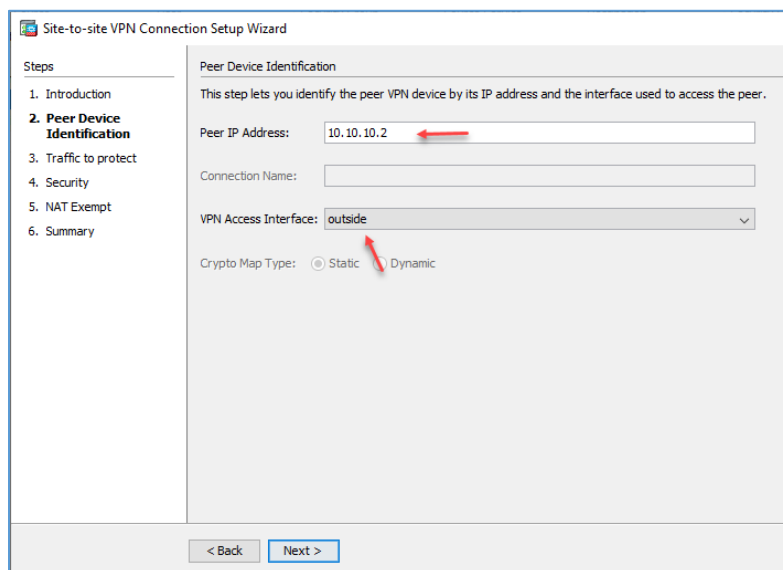 Site-to-site VPN Connection Setup Wizard
Steps
1. Introduction
2. Peer Device
Identification
3. Traffic to protect
4. Security
5. NAT Exempt
6. Summary
Peer Device Identification
This step lets you identify the peer VPN device by its IP address and the interface used to access the peer.
Peer IP Address: 10.10.10.2
Connection Name:
VPN Access Interface: outside
Crypto Map Type: Static Dynamic
< Back Next >